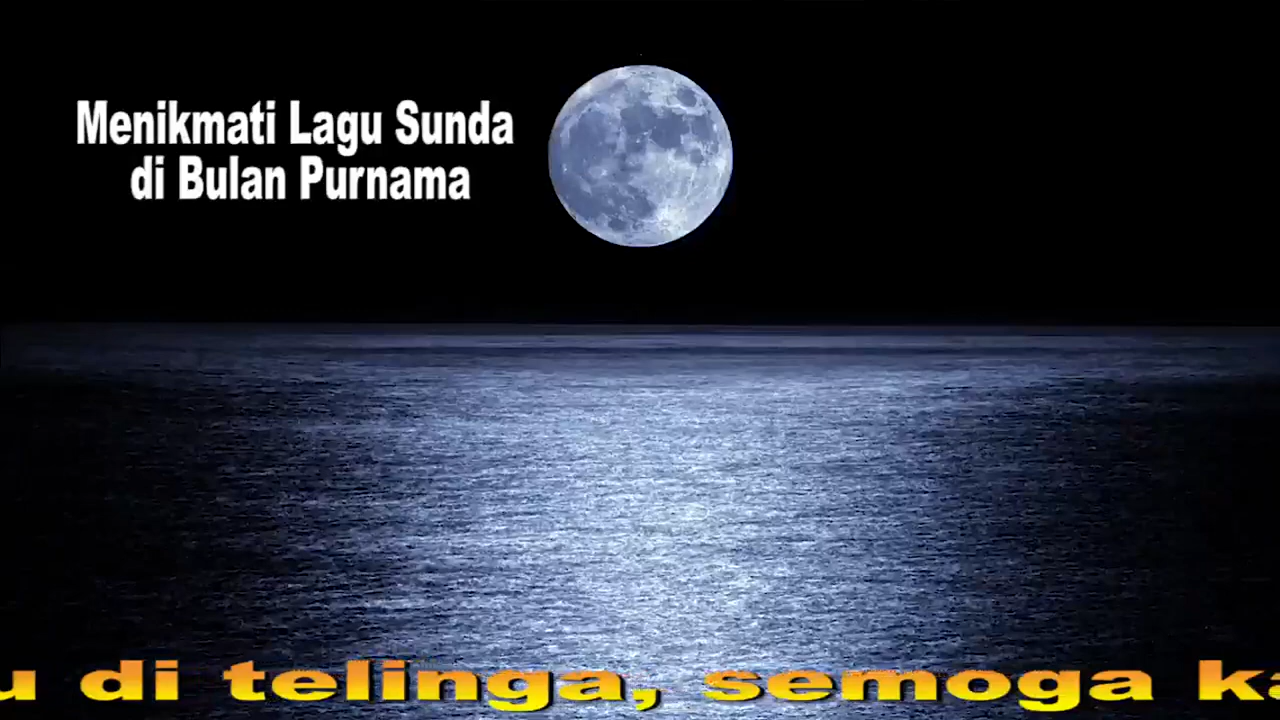 Menikmati Lagu Sunda
di Bulan Purnama
di telinga, semoga